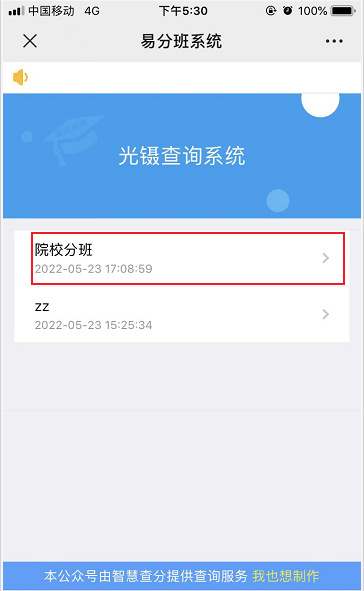 中国移动 4G 下午5:30 100%
易分班系统
光镊查询系统
院校分班
2022-05-23 17:08:59
zz
2022-05-23 15:25:34
本公众号由智慧查分提供查询服务 我也想制作